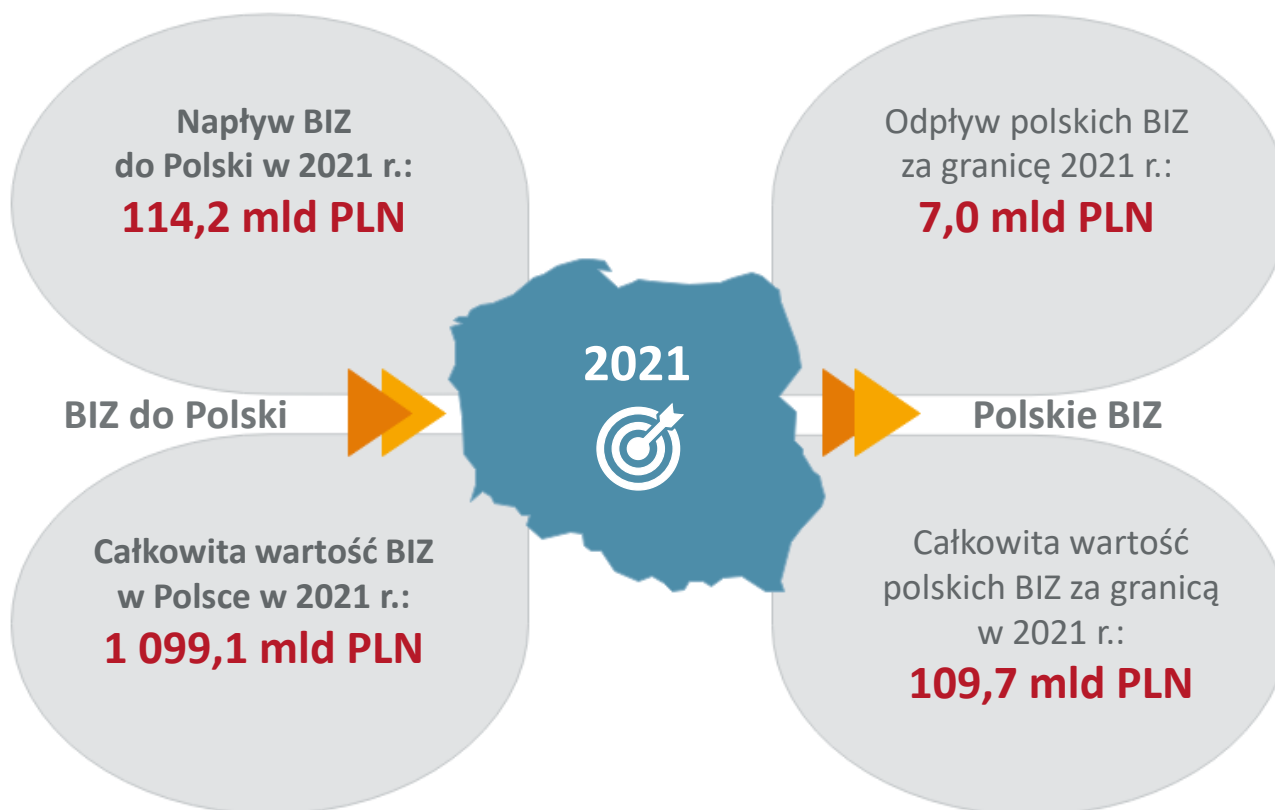 Napływ BIZ
do Polski w 2021 r.:
114,2 mld PLN
Odpływ polskich BIZ
za granicę 2021 r.:
7,0 mld PLN
2021
BIZ do Polski
Polskie BIZ
Całkowita wartość BIZ
w Polsce w 2021 r.:
1 099,1 mld PLN
Całkowita wartość
polskich BIZ za granicą
w 2021 r.:
109,7 mld PLN